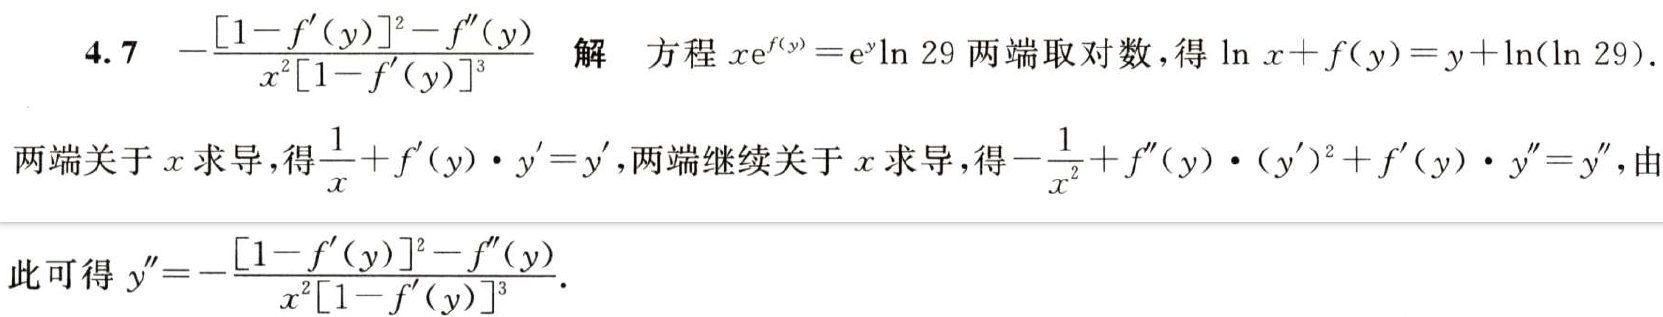 4.7 $-\frac{[1-f'(y)]^2-f''(y)}{x^2[1-f'(y)]^3}$ 解 方程 $xe^{f(y)}=e^y\ln 29$ 两端取对数,得 $\ln x+f(y)=y+\ln(\ln 29)$.
两端关于 $x$ 求导,得$\frac{1}{x}+f'(y)\cdot y'=y'$,两端继续关于 $x$ 求导,得$-\frac{1}{x^2}+f''(y)\cdot(y')^2+f'(y)\cdot y''=y''$,由
此可得 $y''=-\frac{[1-f'(y)]^2-f''(y)}{x^2[1-f'(y)]^3}$.